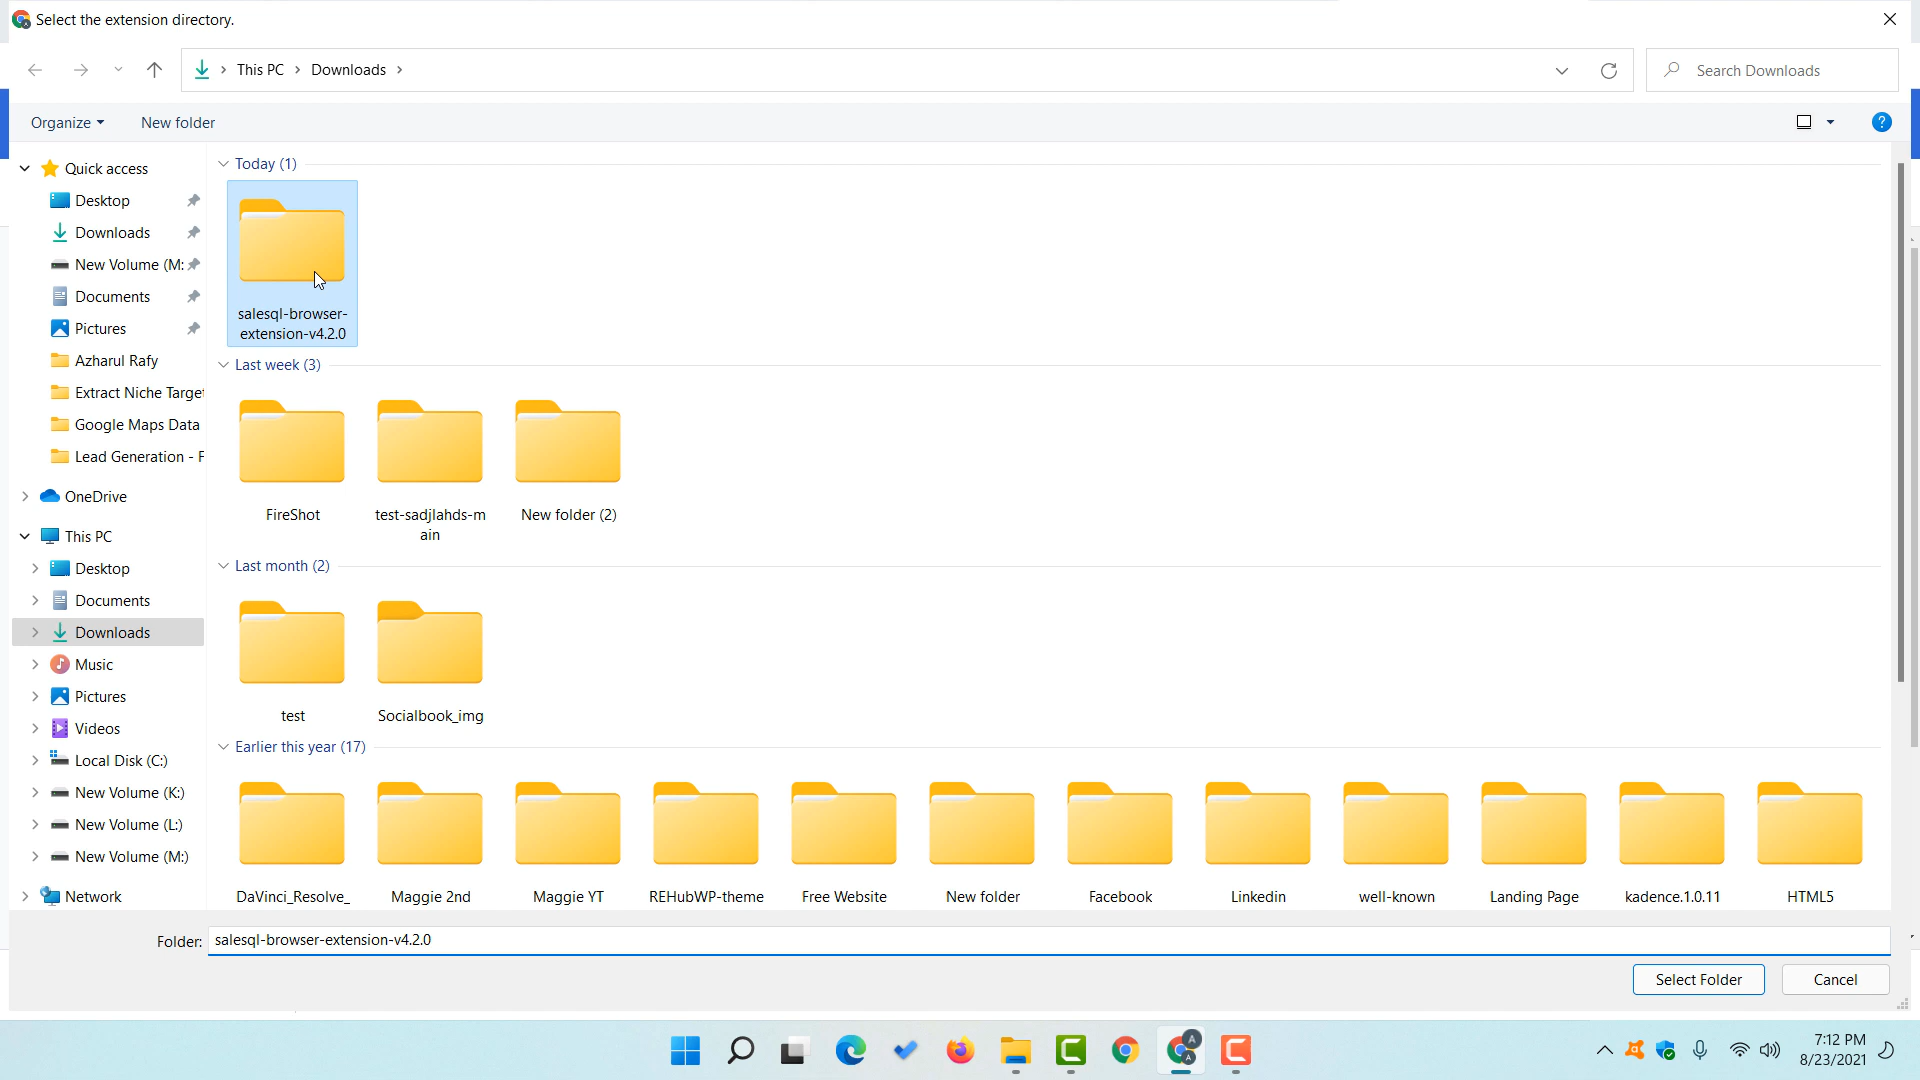 Select the extension directory.
This PC
Downloads
Search Downloads
Organize
New folder
?
Quick access
Desktop
Downloads
New Volume (M:
Documents
Pictures
Azharul Rafy
Extract Niche Target
Google Maps Data
Lead Generation - F
OneDrive
This PC
Desktop
Documents
Downloads
Music
Pictures
Videos
Local Disk (C:)
New Volume (K:)
New Volume (L:)
New Volume (M:)
Network
Today (1)
salesql-browser-
extension-v4.2.0
Last week (3)
FireShot
test-sadjlahds-m
ain
New folder (2)
Last month (2)
test
Socialbook_img
Earlier this year (17)
DaVinci_Resolve_
Maggie 2nd
Maggie YT
REHubWP-theme
Free Website
New folder
Facebook
Linkedin
well-known
Landing Page
kadence.1.0.11
HTML5
Folder: salesql-browser-extension-v4.2.0
Select Folder
Cancel
A
A
7:12 PM
8/23/2021